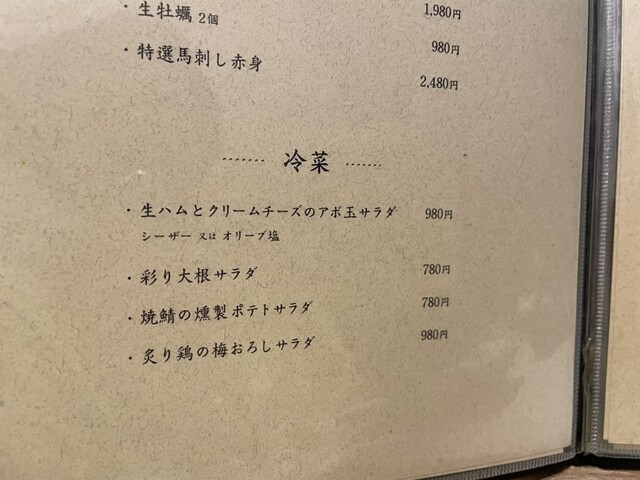 ・生牡蠣 2個 1,980円
・特選馬刺し赤身 980円
2,480円
冷菜
・生ハムとクリームチーズのアボ玉サラダ 980円
シーザー 又は オリーブ塩
・彩り大根サラダ 780円
・焼鯖の燻製ポテトサラダ 780円
・炙り鶏の梅おろしサラダ 980円